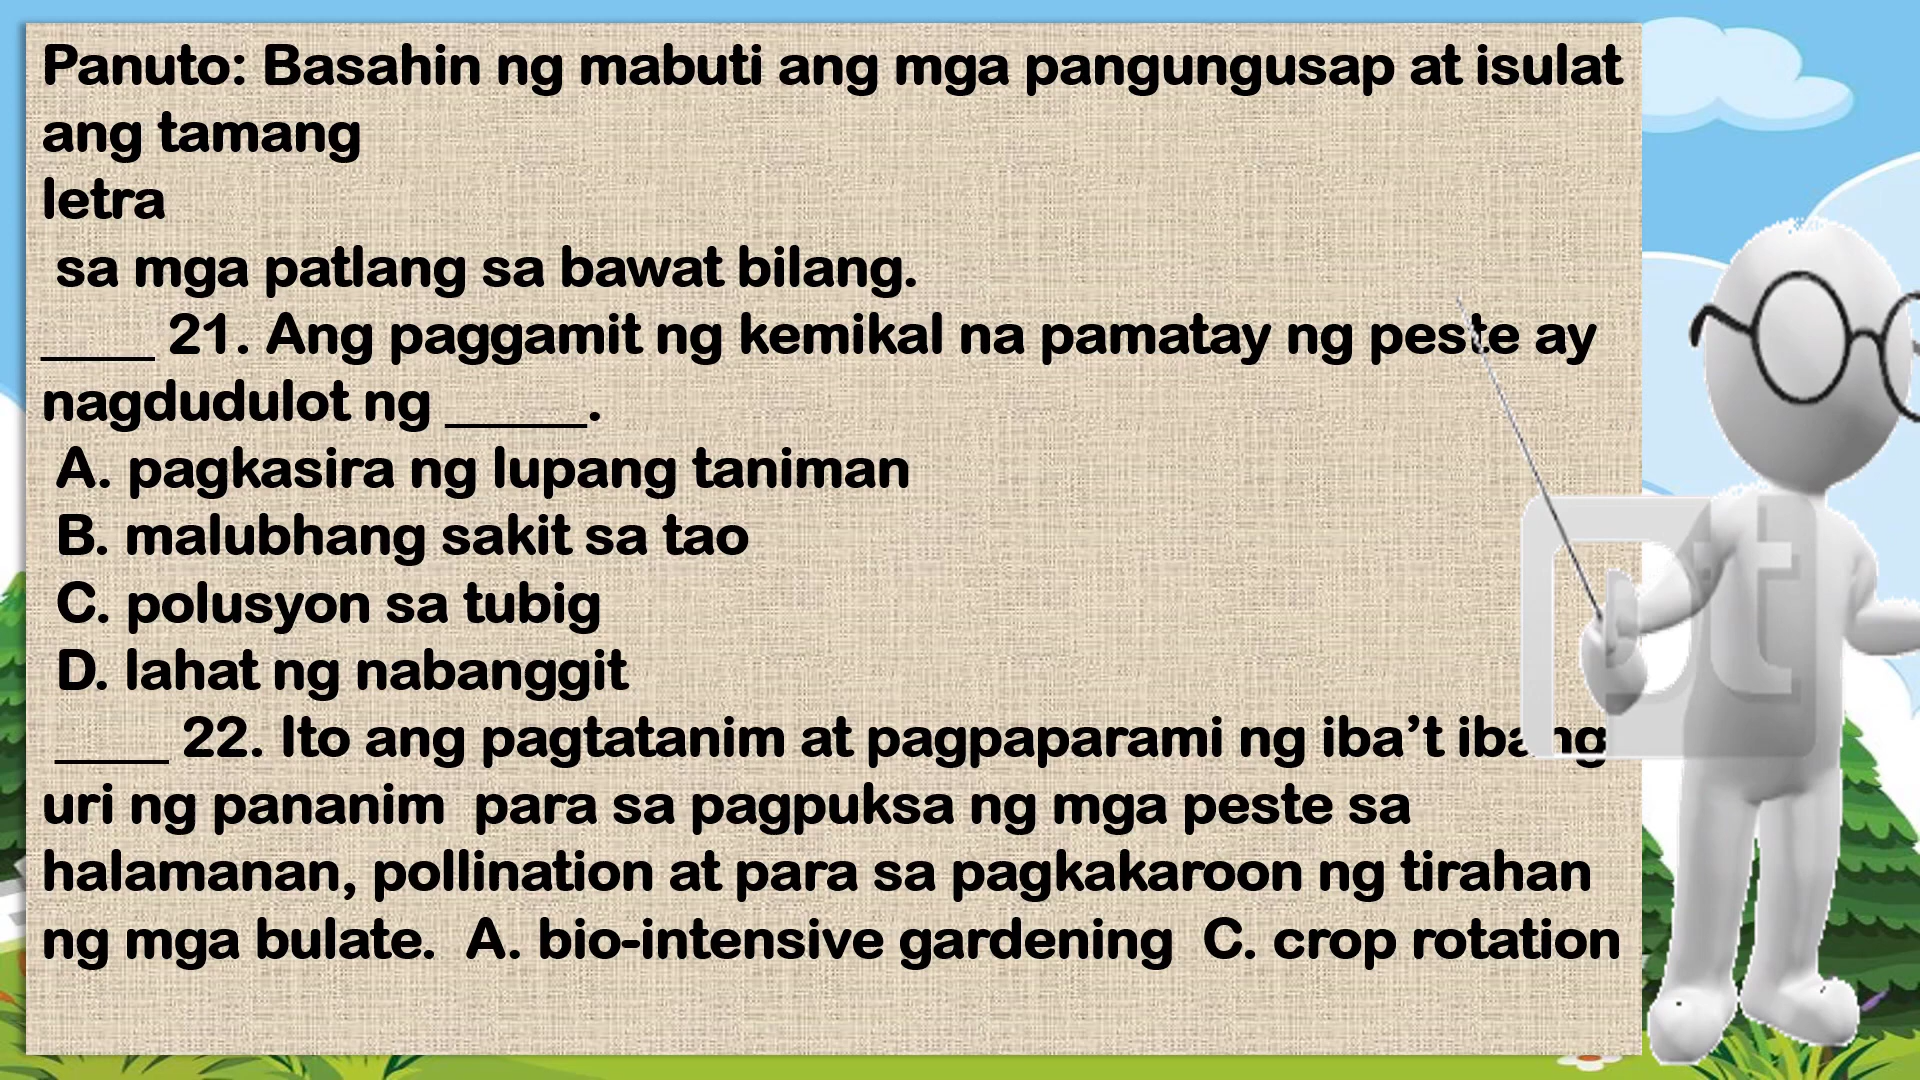 Panuto: Basahin ng mabuti ang mga pangungusap at isulat
ang tamang
letra
sa mga patlang sa bawat bilang.
____ 21. Ang paggamit ng kemikal na pamatay ng peste ay
nagdudulot ng _____.
A. pagkasira ng lupang taniman
B. malubhang sakit sa tao
C. polusyon sa tubig
D. lahat ng nabanggit
____ 22. Ito ang pagtatanim at pagpaparami ng iba’t ibang
uri ng pananim  para sa pagpuksa ng mga peste sa
halamanan, pollination at para sa pagkakaroon ng tirahan
ng mga bulate.  A. bio-intensive gardening  C. crop rotation